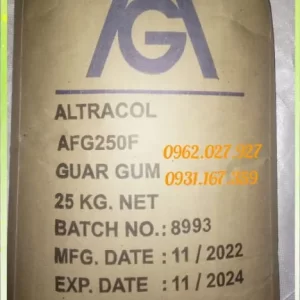 G
ALTRACOL
AFG250F
GUAR GUM
25 KG. NET
BATCH NO.: 8993
MFG. DATE : 11 / 2022
EXP. DATE : 11 / 2024